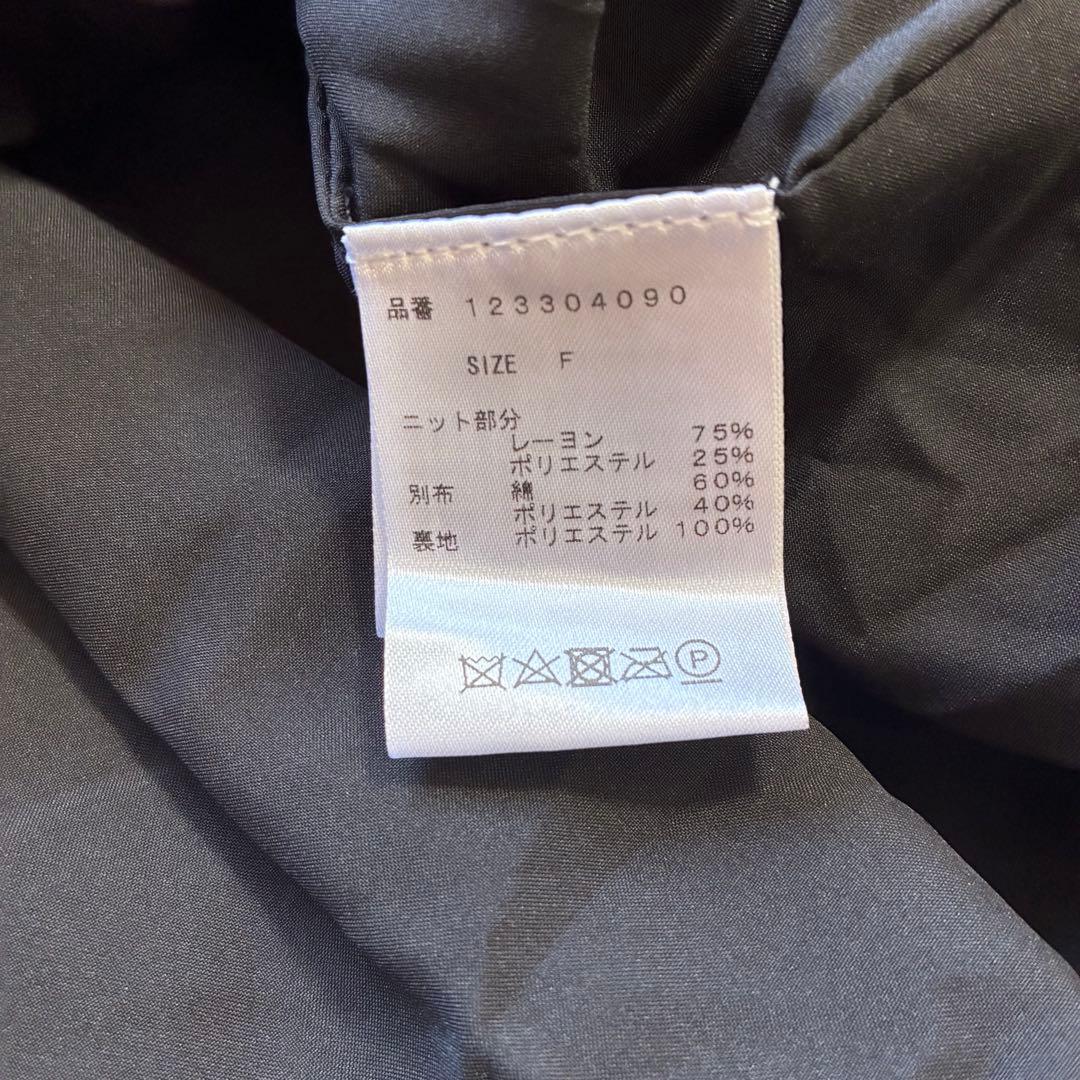 品番 123304090
SIZE F
ニット部分
レーヨン 75%
ポリエステル 25%
別布 綿 60%
ポリエステル 40%
裏地 ポリエステル 100%
P